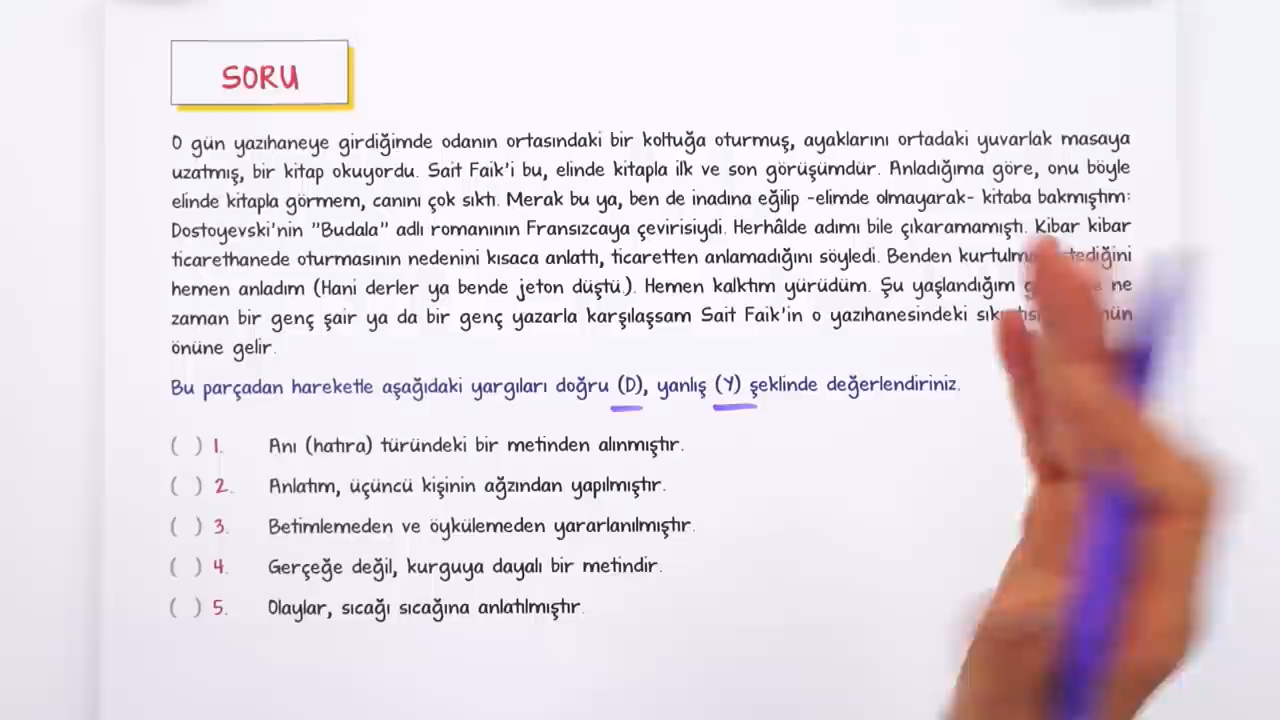 SORU
O gün yazıhaneye girdiğimde odanın ortasındaki bir koltuğa oturmuş, ayaklarını ortadaki yuvarlak masaya
uzatmış, bir kitap okuyordu. Sait Faik'i bu, elinde kitapla ilk ve son görüşümdür. Anladığıma göre, onu böyle
elinde kitapla görmem, canını çok sıktı. Merak bu ya, ben de inadına eğilip -elimde olmayarak- kitaba bakmıştım:
Dostoyevski'nin "Budala" adlı romanının Fransızcaya çevirisiydi. Herhâlde adımı bile çıkaramamıştı. Kibar kibar
ticarethanede oturmasının nedenini kısaca anlattı, ticaretten anlamadığını söyledi. Benden
hemen anladım (Hani derler ya bende jeton düştü.). Hemen kalktım yürüdüm. Şu yaşlandığım ne
zaman bir genç şair ya da bir genç yazarla karşılaşsam Sait Faik'in o yazıhanesindeki
önüne gelir.
Bu parçadan hareketle aşağıdaki yargıları doğru (D), yanlış (Y) şeklinde değerlendiriniz.
( ) 1. Anı (hatıra) türündeki bir metinden alınmıştır.
( ) 2. Anlatım, üçüncü kişinin ağzından yapılmıştır.
( ) 3. Betimlemeden ve öykülemeden yararlanılmıştır.
( ) 4. Gerçeğe değil, kurguya dayalı bir metindir.
( ) 5. Olaylar, sıcağı sıcağına anlatılmıştır.